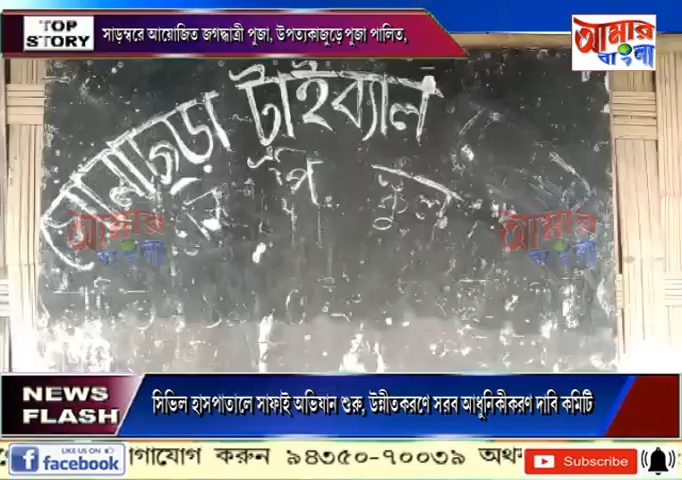 TOP
STORY
সাড়ম্বরে আয়োজিত জগদ্ধাত্রী পূজা, উপত্যকাজুড়ে পূজা পালিত,
আমার
বাংলা
টাইব্যাল
পি স্কুল
আমার
বাংলা
আমার
বাংলা
NEWS
FLASH
সিভিল হাসপাতালে সাফাই অভিযান শুরু, উন্নীতকরণে সরব আধুনিকীকরণ দাবি কমিটি
LIKE US ON
facebook
গাযোগ করুন ৯৪৩৫০-৭০০৩৯ অথ
Subscribe